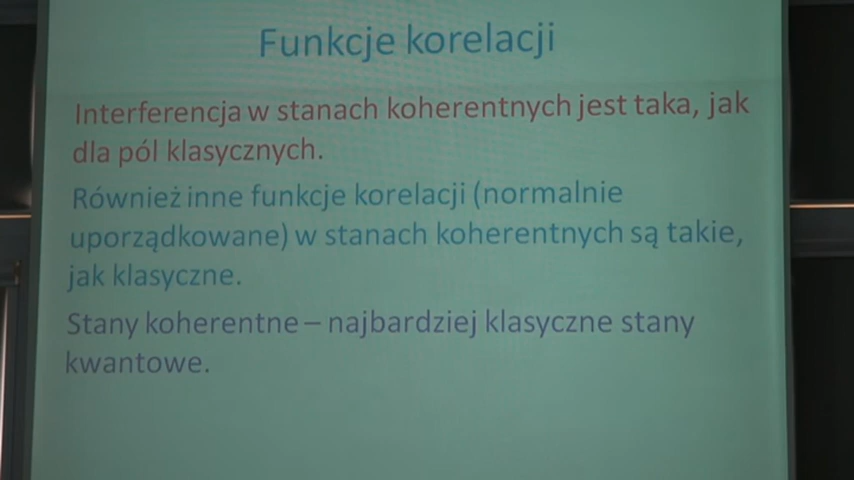 Funkcje korelacji
Interferencja w stanach koherentnych jest taka, jak
dla pól klasycznych.
Również inne funkcje korelacji (normalnie
uporządkowane) w stanach koherentnych są takie,
jak klasyczne.
Stany koherentne – najbardziej klasyczne stany
kwantowe.